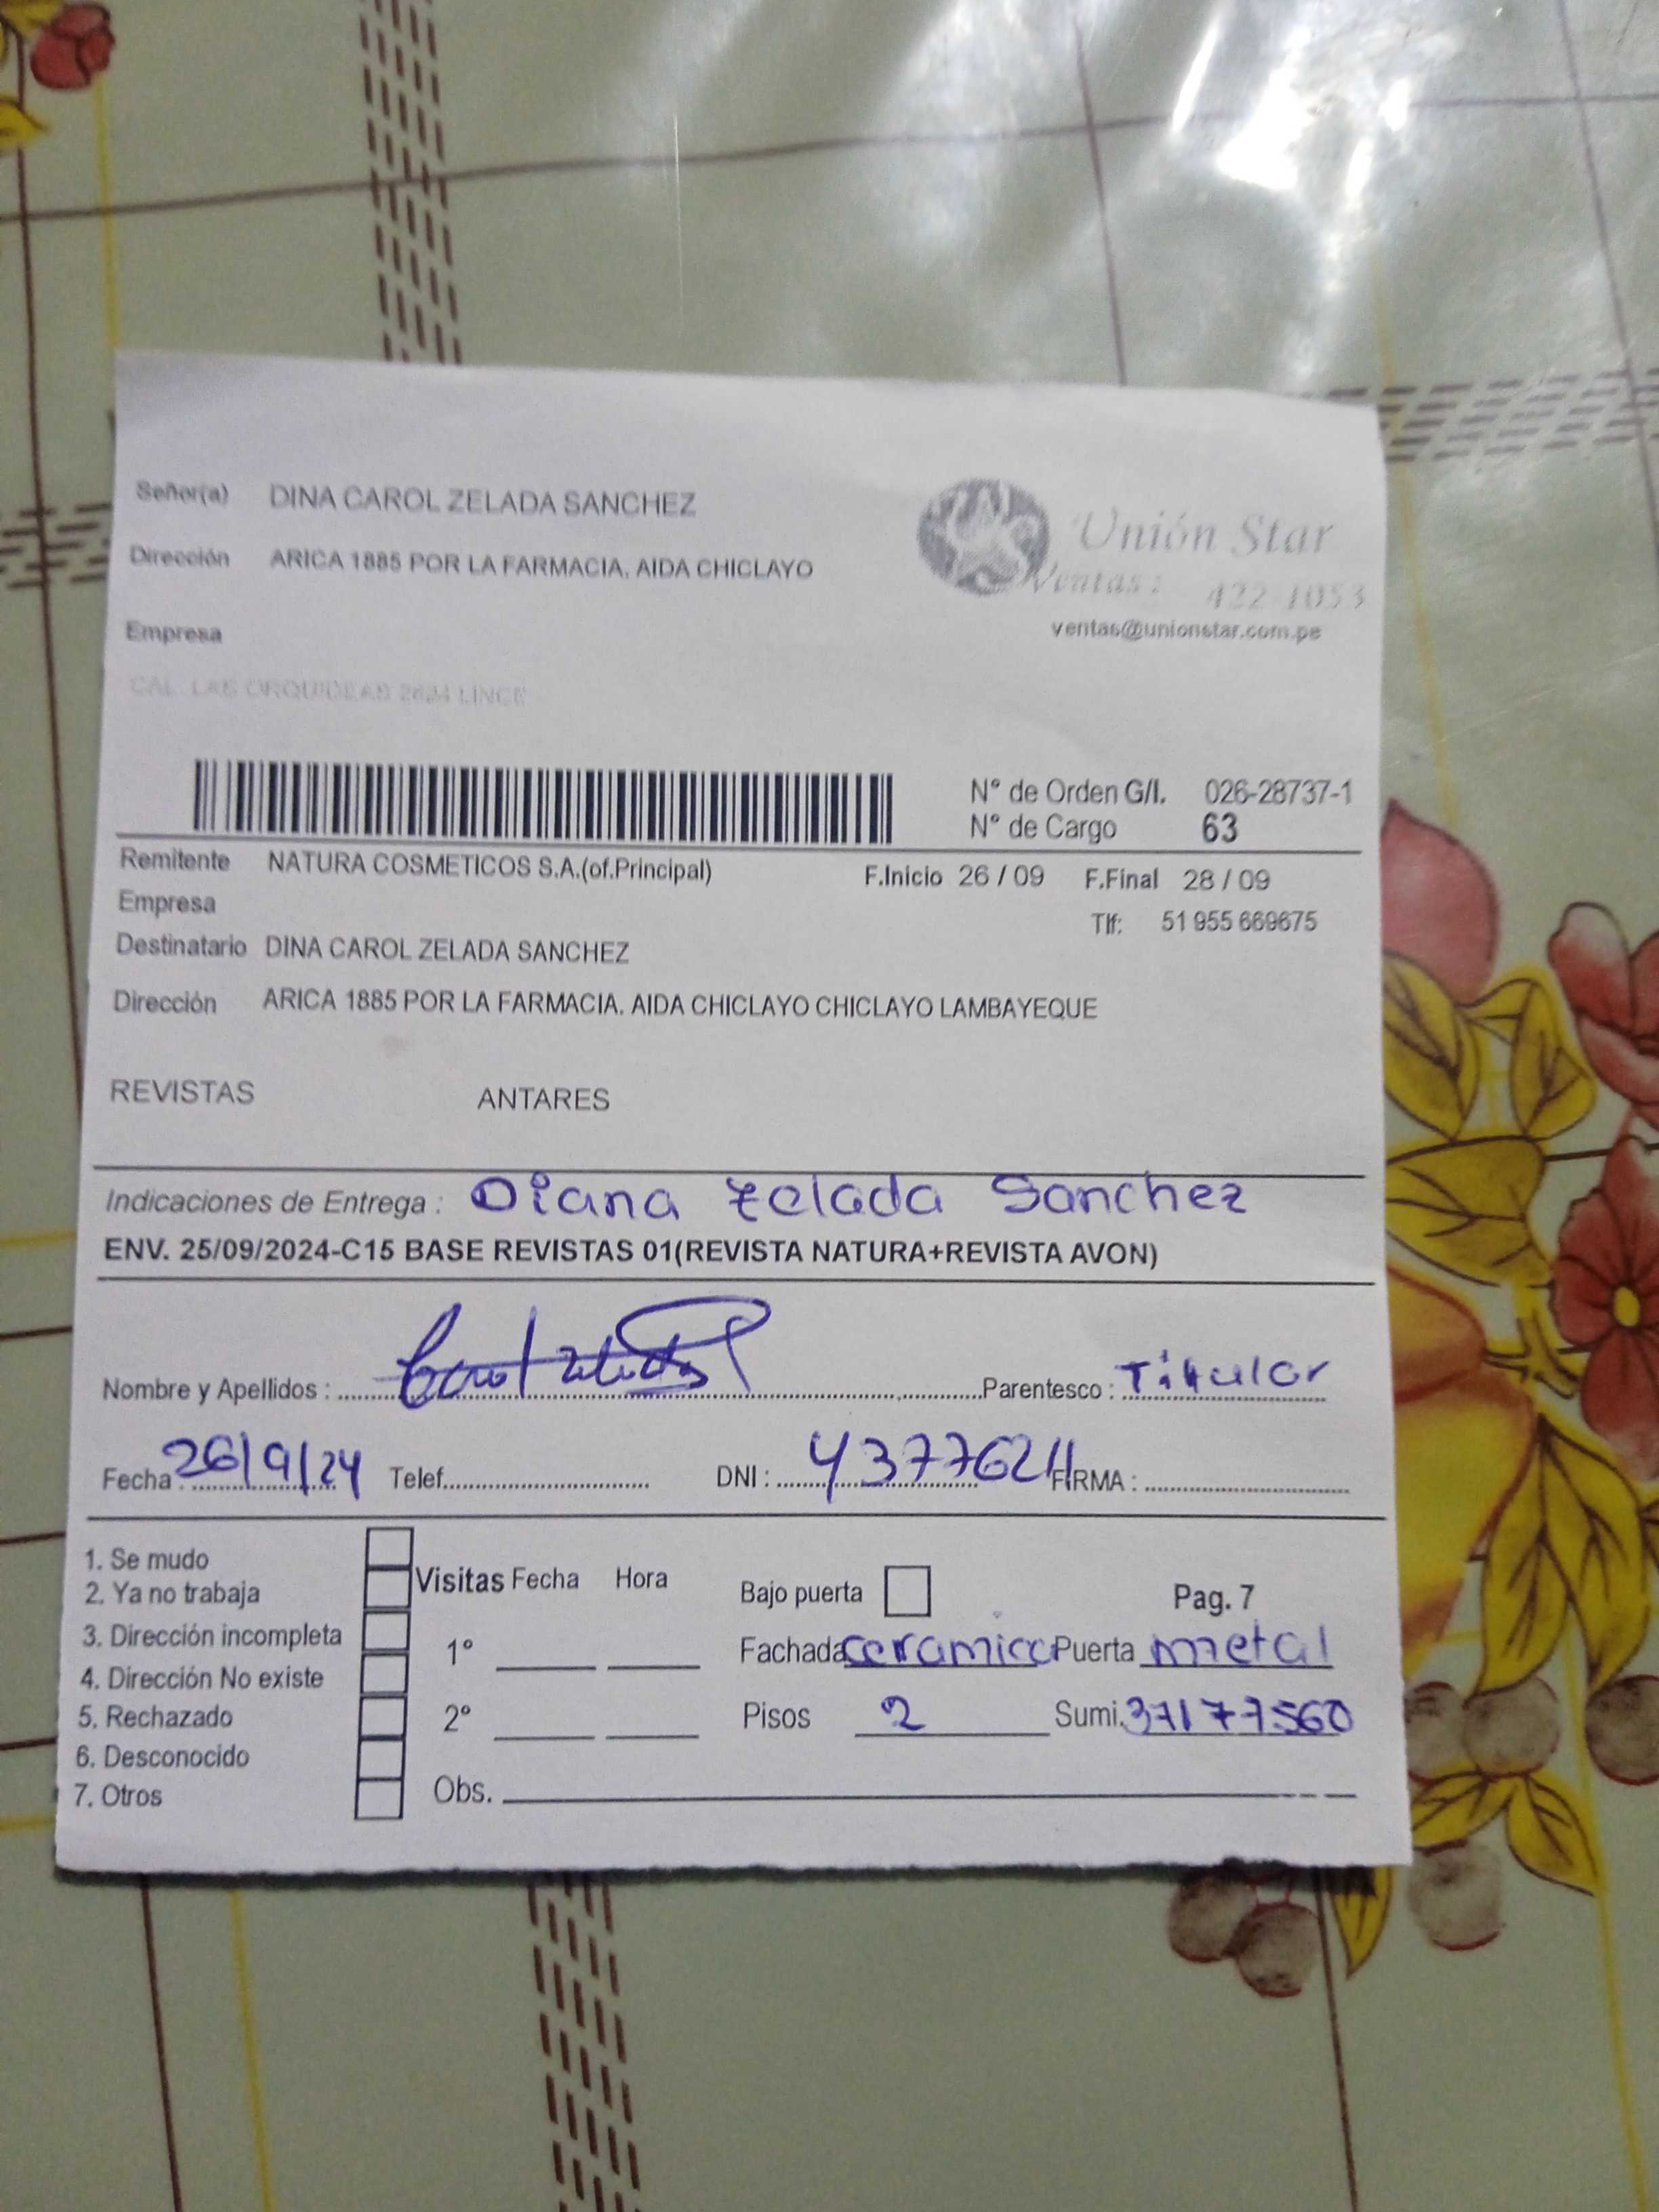 Señor(a) DINA CAROL ZELADA SANCHEZ
Unión Star
Dirección ARICA 1885 POR LA FARMACIA. AIDA CHICLAYO
Ventas: 422-1053
Empresa
ventas@unionstar.com.pe
CAL. LAS ORQUIDEAS 2624 LINCE
N° de Orden G/I. 026-28737-1
N° de Cargo 63
Remitente NATURA COSMETICOS S.A.(of.Principal) F.Inicio 26 / 09 F.Final 28 / 09
Empresa
Tlf: 51 955 669675
Destinatario DINA CAROL ZELADA SANCHEZ
Dirección ARICA 1885 POR LA FARMACIA. AIDA CHICLAYO CHICLAYO LAMBAYEQUE
REVISTAS ANTARES
Indicaciones de Entrega : Diana Zelada Sanchez
ENV. 25/09/2024-C15 BASE REVISTAS 01(REVISTA NATURA+REVISTA AVON)
Nombre y Apellidos : Parentesco : Titular
Fecha : 26/9/24 Telef. DNI : FIRMA :
1. Se mudo
2. Ya no trabaja
3. Dirección incompleta
4. Dirección No existe
5. Rechazado
6. Desconocido
7. Otros
Visitas Fecha Hora
1°
2°
Obs.
Bajo puerta Pag. 7
Fachada ceramica Puerta metal
Pisos 2 Sumi. 37177560